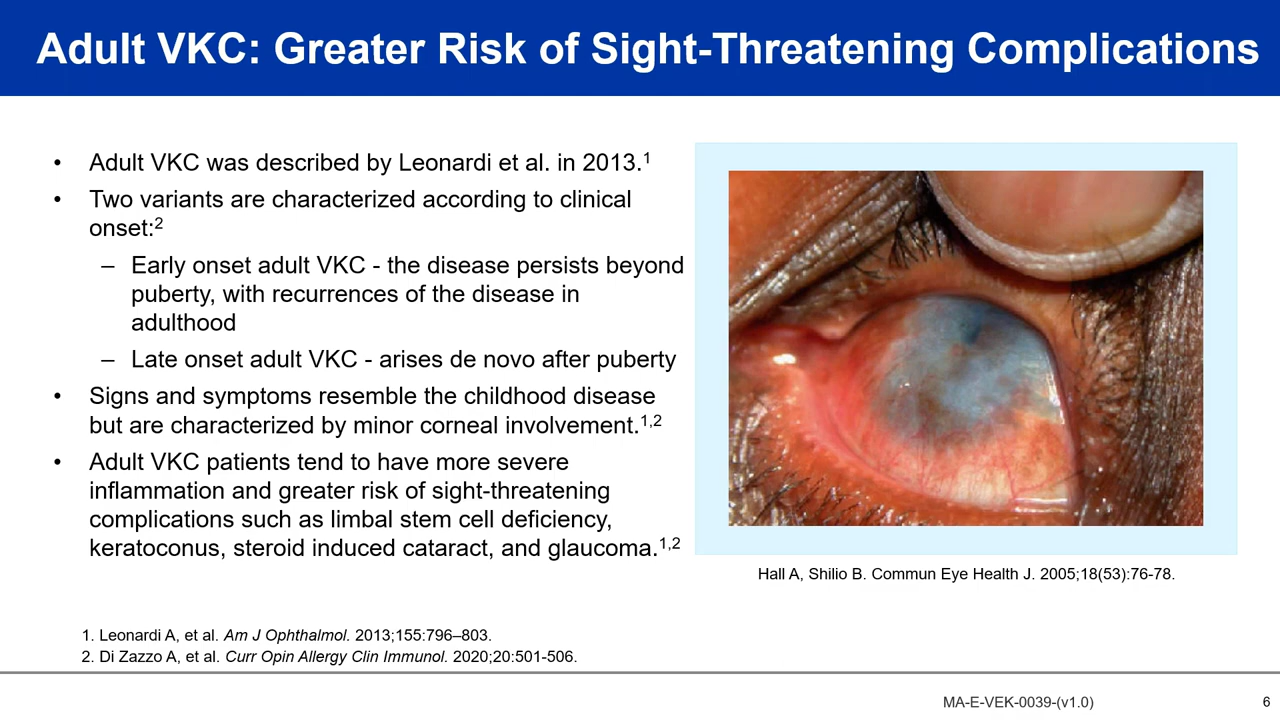 Adult VKC: Greater Risk of Sight-Threatening Complications
• Adult VKC was described by Leonardi et al. in 2013.1
• Two variants are characterized according to clinical
onset:2
– Early onset adult VKC - the disease persists beyond
puberty, with recurrences of the disease in
adulthood
– Late onset adult VKC - arises de novo after puberty
• Signs and symptoms resemble the childhood disease
but are characterized by minor corneal involvement.1,2
• Adult VKC patients tend to have more severe
inflammation and greater risk of sight-threatening
complications such as limbal stem cell deficiency,
keratoconus, steroid induced cataract, and glaucoma.1,2
Hall A, Shilio B. Commun Eye Health J. 2005;18(53):76-78.
1. Leonardi A, et al. Am J Ophthalmol. 2013;155:796–803.
2. Di Zazzo A, et al. Curr Opin Allergy Clin Immunol. 2020;20:501-506.
MA-E-VEK-0039-(v1.0)
6